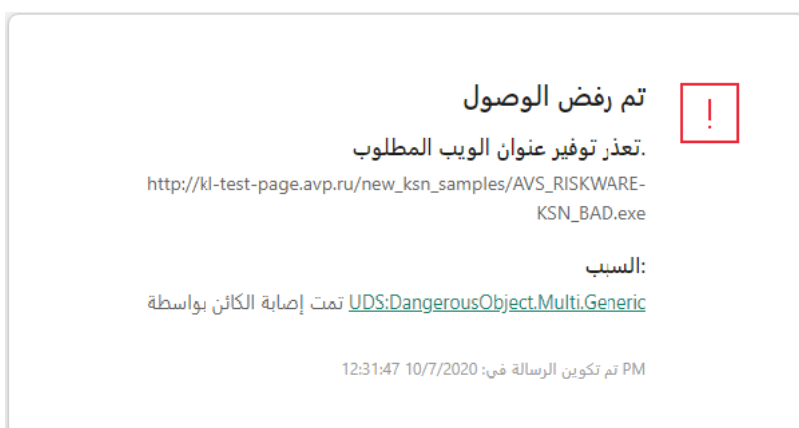 !
تم رفض الوصول
.تعذر توفير عنوان الويب المطلوب
http://kl-test-page.avp.ru/new_ksn_samples/AVS_RISKWARE-
KSN_BAD.exe
:السبب
تمت إصابة الكائن بواسطة UDS:DangerousObject.Multi.Generic
PM تم تكوين الرسالة في: 10/7/2020 12:31:47